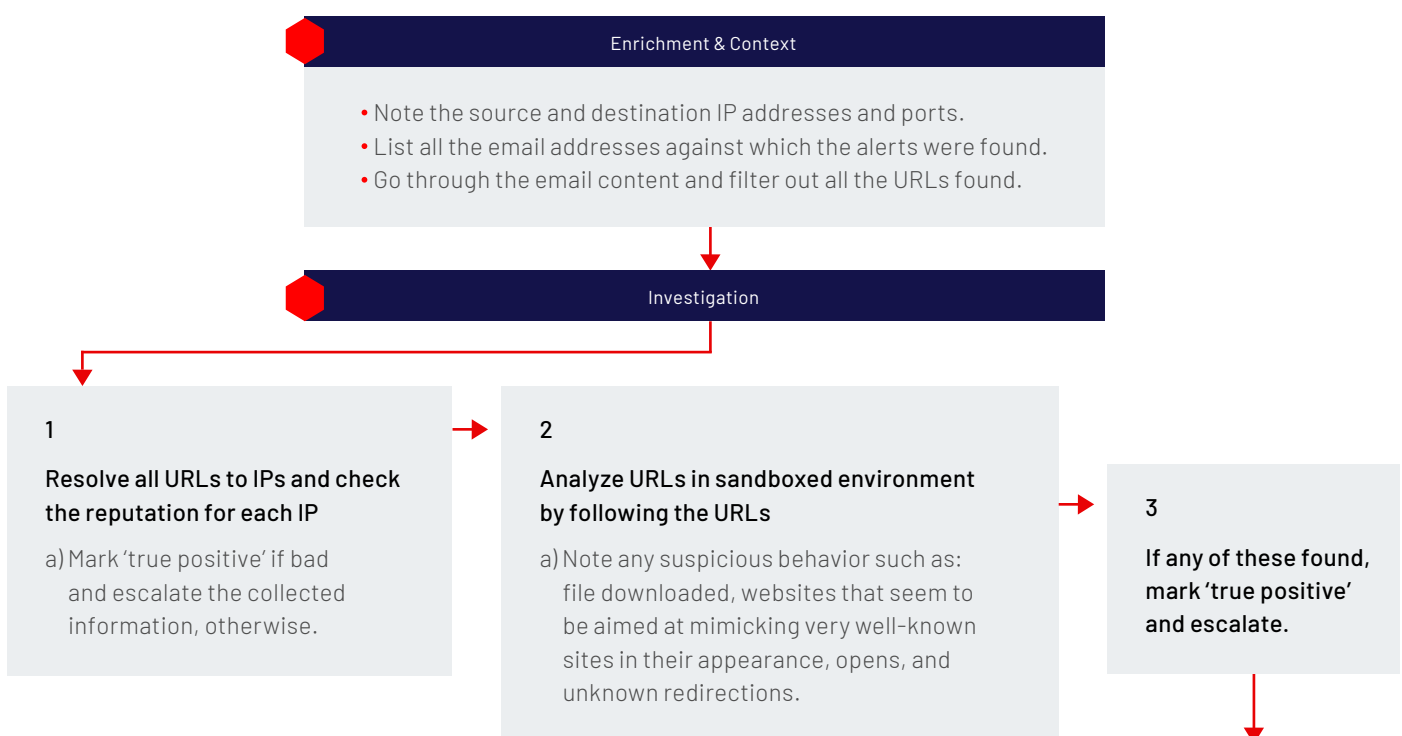 Enrichment & Context
• Note the source and destination IP addresses and ports.
• List all the email addresses against which the alerts were found.
• Go through the email content and filter out all the URLs found.
Investigation
1
Resolve all URLs to IPs and check
the reputation for each IP
a) Mark ‘true positive’ if bad
and escalate the collected
information, otherwise.
2
Analyze URLs in sandboxed environment
by following the URLs
a) Note any suspicious behavior such as:
file downloaded, websites that seem to
be aimed at mimicking very well-known
sites in their appearance, opens, and
unknown redirections.
3
If any of these found,
mark ‘true positive’
and escalate.